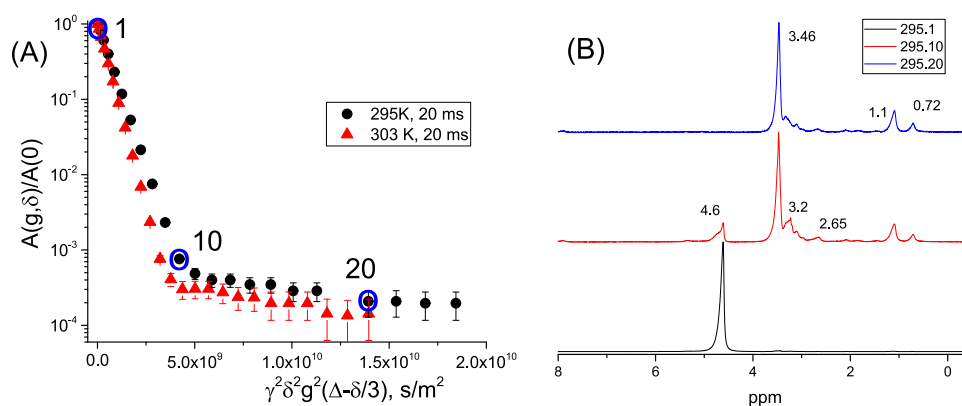 (A)
10⁰
10⁻¹
10⁻²
10⁻³
10⁻⁴
A(g,δ)/A(0)
1
10
20
295K, 20 ms
303 K, 20 ms
0.0
5.0x10⁹
1.0x10¹⁰
1.5x10¹⁰
2.0x10¹⁰
γ²δ²g²(Δ-δ/3), s/m²
(B)
295.1
295.10
295.20
3.46
1.1
0.72
4.6
3.2
2.65
8
6
4
2
0
ppm